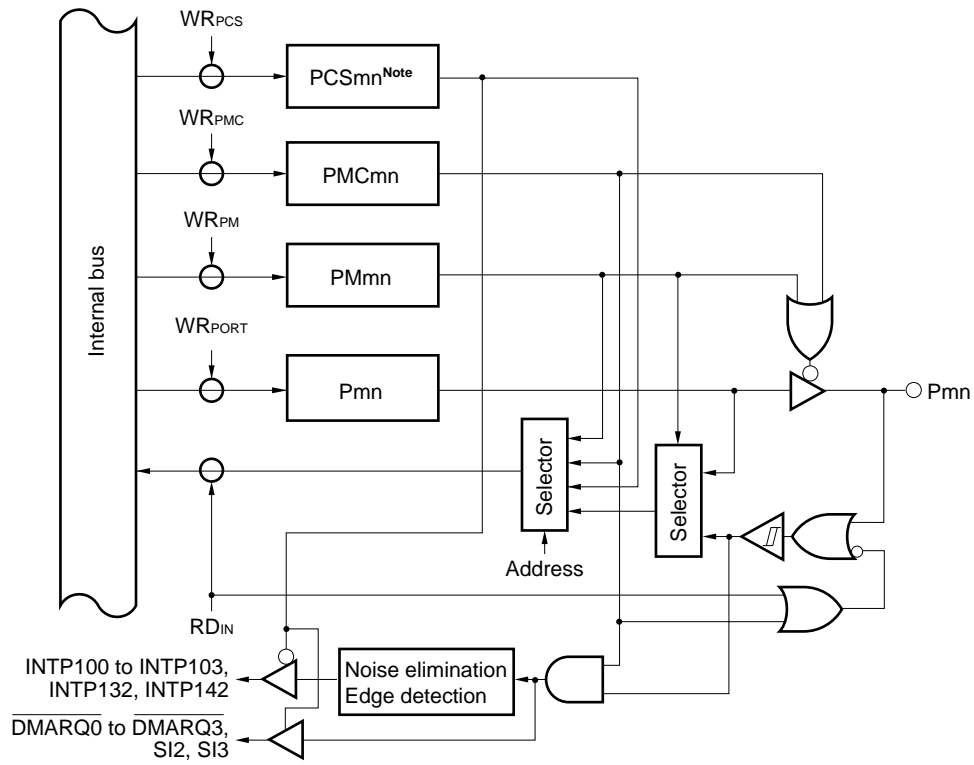 WRPCS
PCSmnNote
WRPMC
PMCmn
WRPM
PMmn
Internal bus
WRPORT
Pmn
Pmn
Selector
Selector
Address
RDIN
INTP100 to INTP103,
INTP132, INTP142
Noise elimination
Edge detection
DMARQ0 to DMARQ3,
SI2, SI3